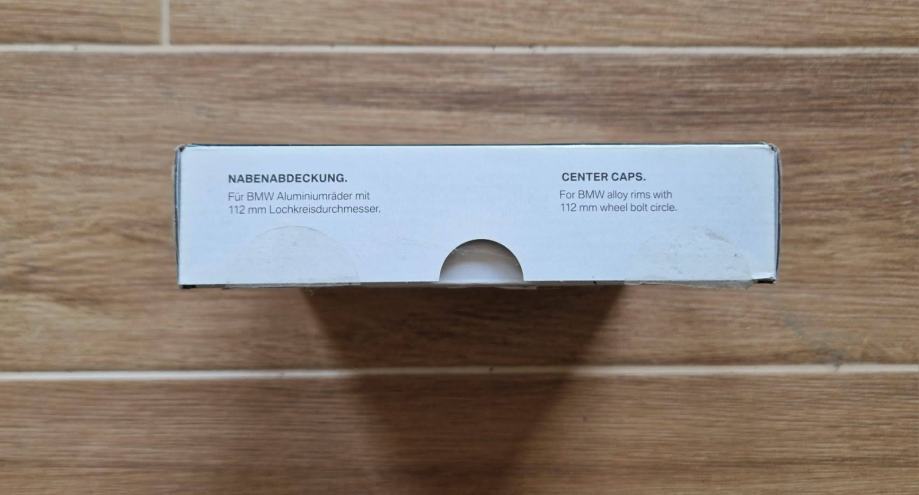 NABENABDECKUNG.
Für BMW Aluminiumräder mit
112 mm Lochkreisdurchmesser.
CENTER CAPS.
For BMW alloy rims with
112 mm wheel bolt circle.